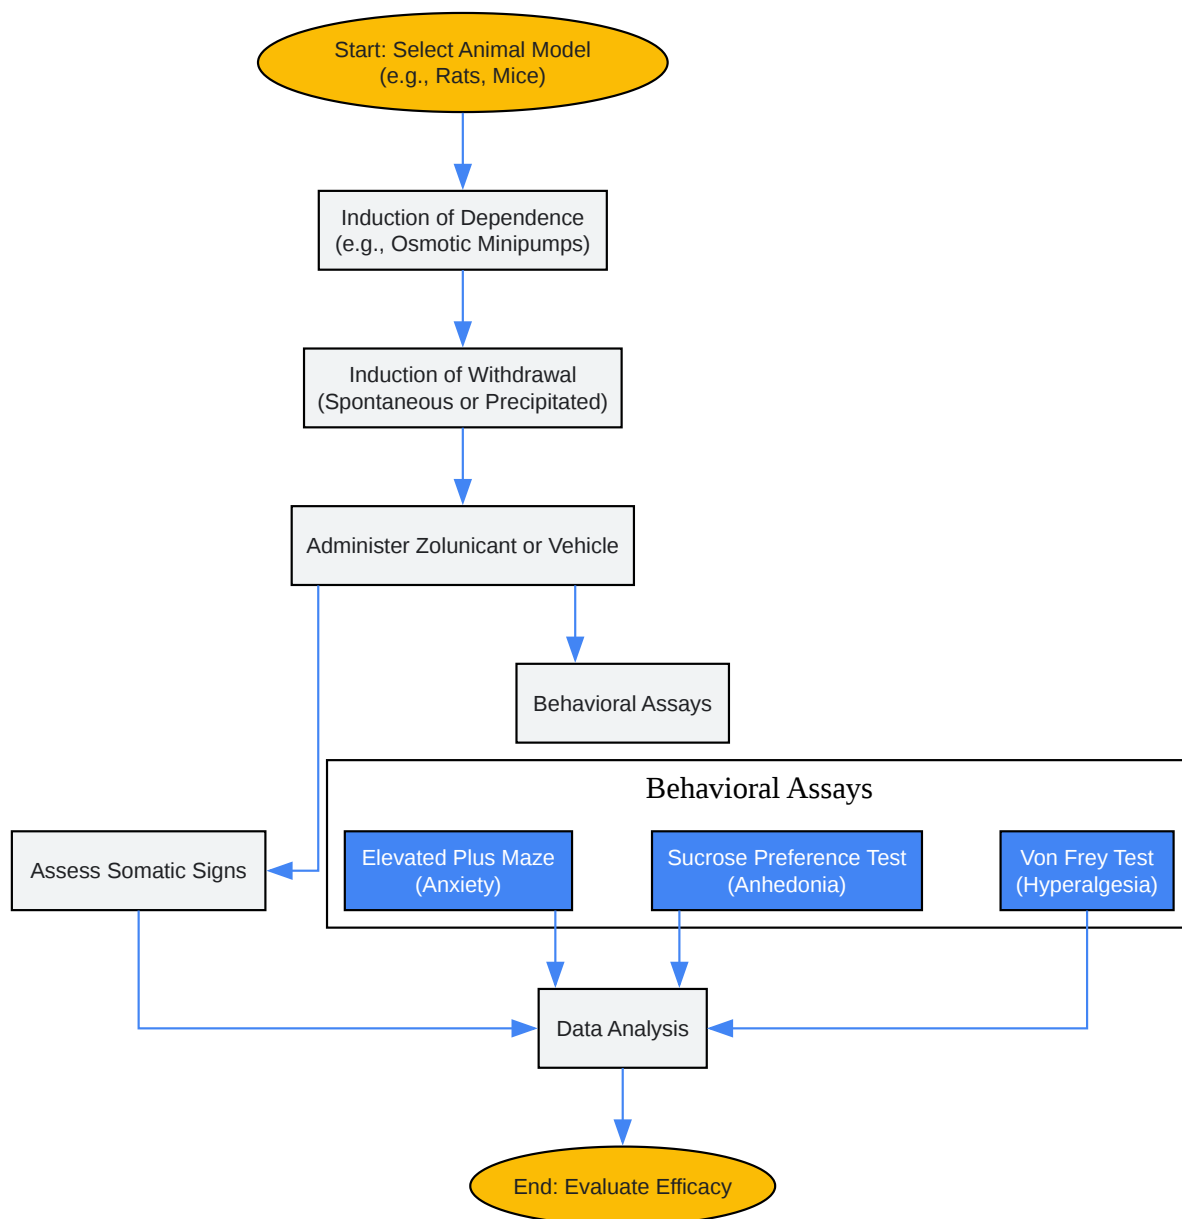 Start: Select Animal Model
(e.g., Rats, Mice)
Induction of Dependence
(e.g., Osmotic Minipumps)
Induction of Withdrawal
(Spontaneous or Precipitated)
Administer Zolunicant or Vehicle
Behavioral Assays
Behavioral Assays
Assess Somatic Signs
Elevated Plus Maze
(Anxiety)
Sucrose Preference Test
(Anhedonia)
Von Frey Test
(Hyperalgesia)
Data Analysis
End: Evaluate Efficacy